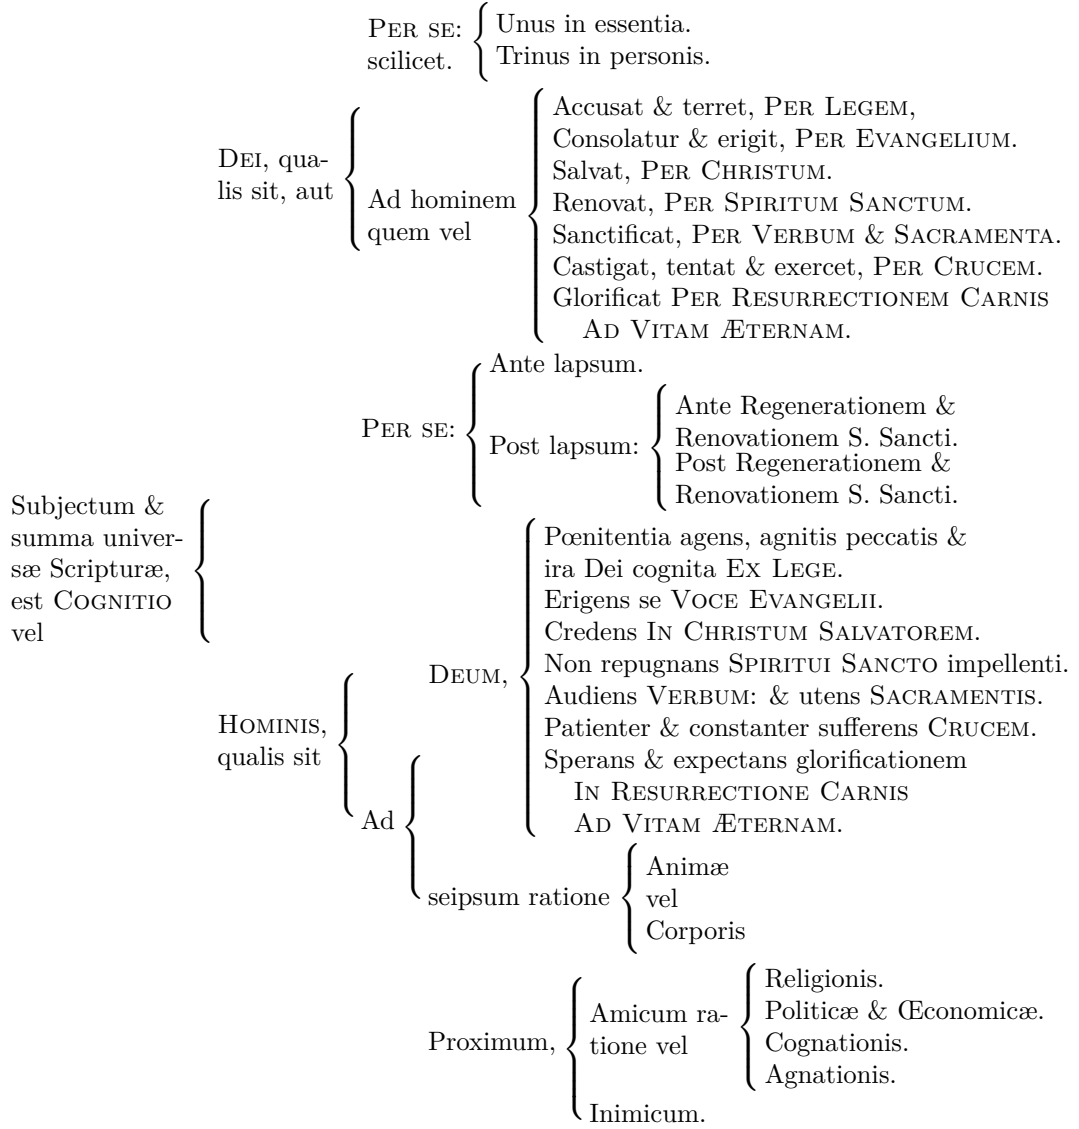 Subjectum &
summa univer-
sæ Scripturæ,
est COGNITIO
vel
DEI, qua-
lis sit, aut
PER SE:
scilicet.
Unus in essentia.
Trinus in personis.
Ad hominem
quem vel
Accusat & terret, PER LEGEM,
Consolatur & erigit, PER EVANGELIUM.
Salvat, PER CHRISTUM.
Renovat, PER SPIRITUM SANCTUM.
Sanctificat, PER VERBUM & SACRAMENTA.
Castigat, tentat & exercet, PER CRUCEM.
Glorificat PER RESURRECTIONEM CARNIS
AD VITAM ÆTERNAM.
HOMINIS,
qualis sit
PER SE:
Ante lapsum.
Post lapsum:
Ante Regenerationem &
Renovationem S. Sancti.
Post Regenerationem &
Renovationem S. Sancti.
Ad
DEUM,
Pœnitentia agens, agnitis peccatis &
ira Dei cognita EX LEGE.
Erigens se VOCE EVANGELII.
Credens IN CHRISTUM SALVATOREM.
Non repugnans SPIRITUI SANCTO impellenti.
Audiens VERBUM: & utens SACRAMENTIS.
Patienter & constanter sufferens CRUCEM.
Sperans & expectans glorificationem
IN RESURRECTIONE CARNIS
AD VITAM ÆTERNAM.
seipsum ratione
Animæ
vel
Corporis
Proximum,
Amicum ra-
tione vel
Religionis.
Politicæ & Œconomicæ.
Cognationis.
Agnationis.
Inimicum.